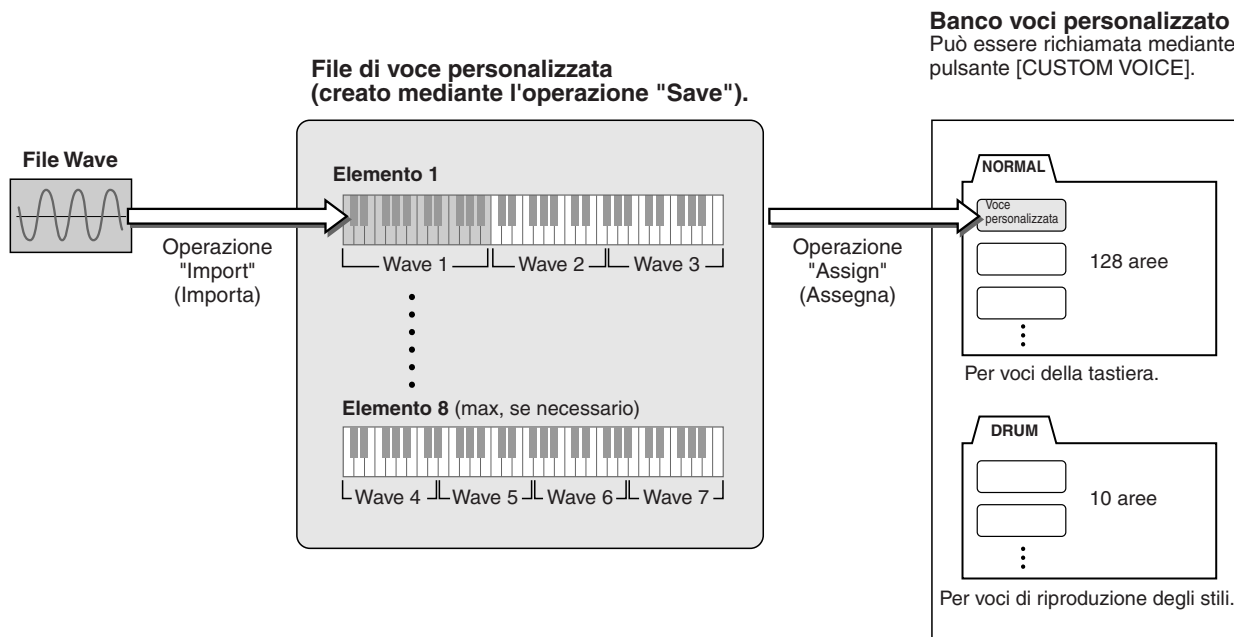 Banco voci personalizzato
Può essere richiamata mediante
pulsante [CUSTOM VOICE].
File di voce personalizzata
(creato mediante l'operazione "Save").
File Wave
Operazione
"Import"
(Importa)
Elemento 1
Wave 1
Wave 2
Wave 3
Elemento 8 (max, se necessario)
Wave 4
Wave 5
Wave 6
Wave 7
Operazione
"Assign"
(Assegna)
NORMAL
Voce
personalizzata
128 aree
Per voci della tastiera.
DRUM
10 aree
Per voci di riproduzione degli stili.